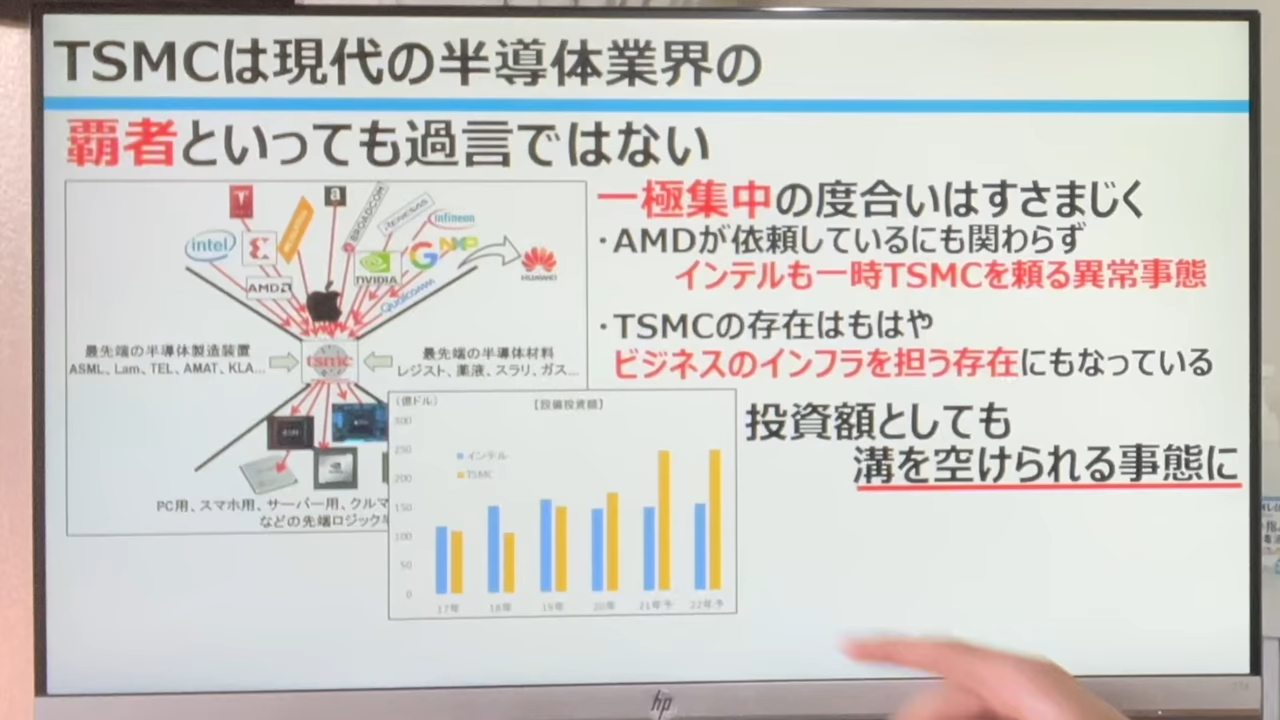 TSMCは現代の半導体業界の
覇者といっても過言ではない
一極集中の度合いはすさまじく
・AMDが依頼しているにも関わらず
インテルも一時TSMCを頼る異常事態
・TSMCの存在はもはや
ビジネスのインフラを担う存在にもなっている
投資額としても
溝を空けられる事態に
a
BROADCOM
RENESAS
infineon
intel
NVIDIA
G
NXP
HUAWEI
AMD
Qualcomm
最先端の半導体製造装置
ASML、Lam、TEL、AMAT、KLA...
tsmc
最先端の半導体材料
レジスト、薬液、スラリ、ガス...
PC用、スマホ用、サーバー用、クルマ
などの先端ロジック
(億ドル)
【設備投資額】
300
250
200
150
100
50
0
インテル
TSMC
17年
18年
19年
20年
21年予
22年予
hp